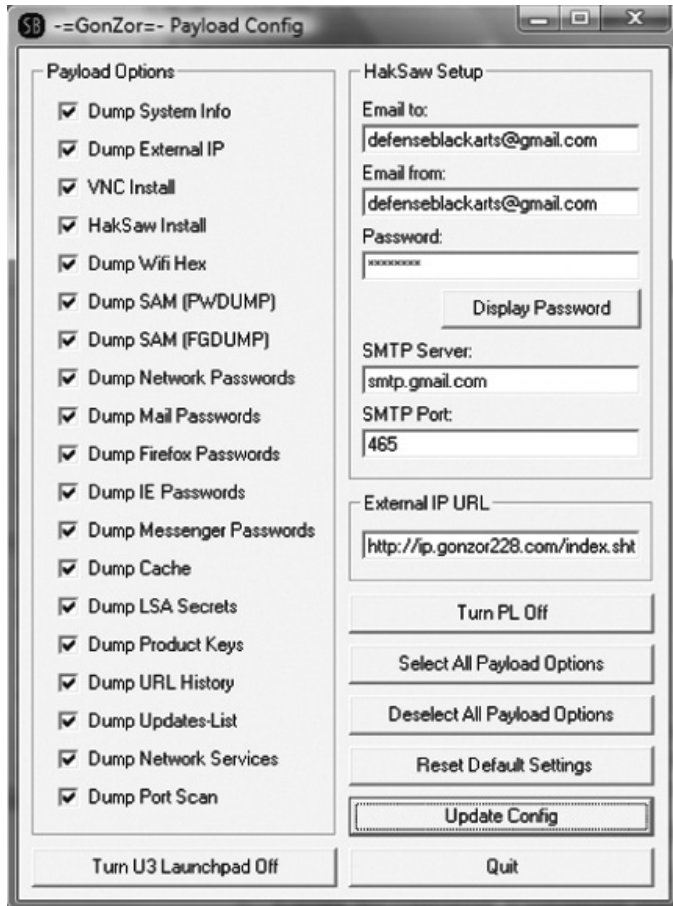 SB -=GonZor=- Payload Config
Payload Options
Dump System Info
Dump External IP
VNC Install
HakSaw Install
Dump Wifi Hex
Dump SAM (PWDUMP)
Dump SAM (FGDUMP)
Dump Network Passwords
Dump Mail Passwords
Dump Firefox Passwords
Dump IE Passwords
Dump Messenger Passwords
Dump Cache
Dump LSA Secrets
Dump Product Keys
Dump URL History
Dump Updates-List
Dump Network Services
Dump Port Scan
Turn U3 Launchpad Off
HakSaw Setup
Email to:
defenseblackarts@gmail.com
Email from:
defenseblackarts@gmail.com
Password:
********
Display Password
SMTP Server:
smtp.gmail.com
SMTP Port:
465
External IP URL
http://ip.gonzor228.com/index.sht
Turn PL Off
Select All Payload Options
Deselect All Payload Options
Reset Default Settings
Update Config
Quit